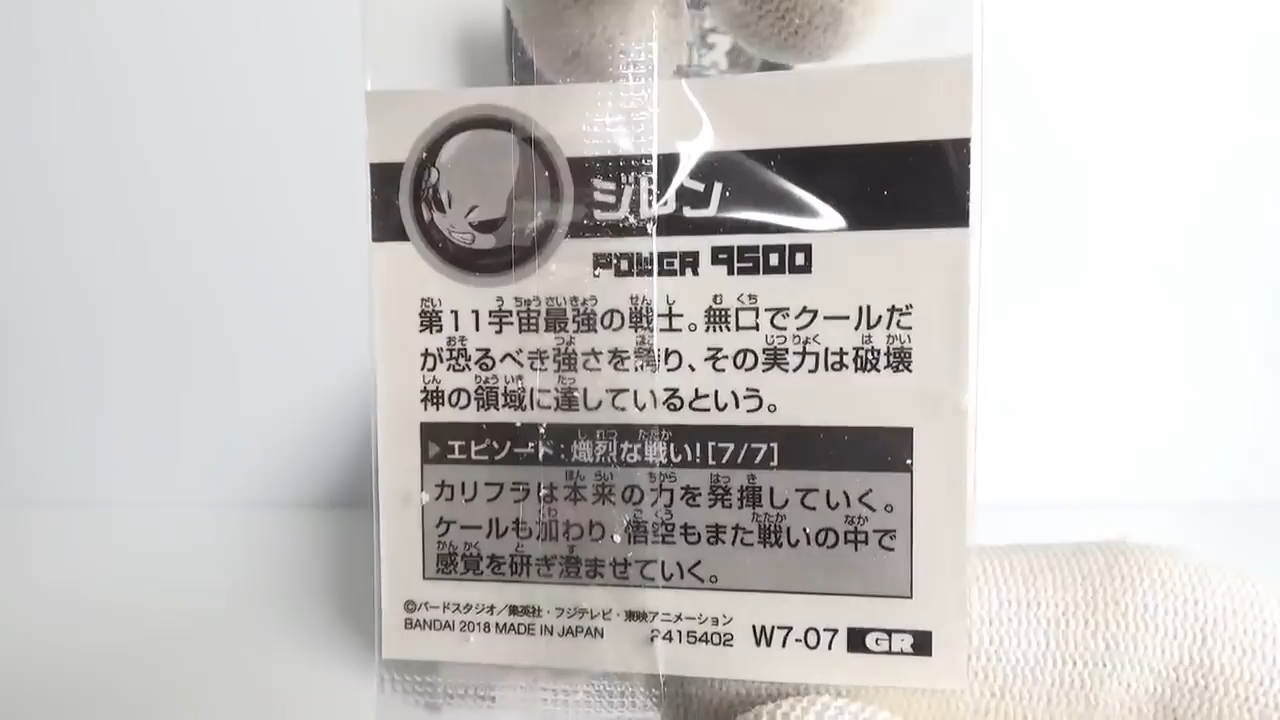 ス
ジレン
POWER 9500
第11宇宙最強の戦士。無口でクールだ
が恐るべき強さを誇り、その実力は破壊
神の領域に達しているという。
▶エピソード:熾烈な戦い![7/7]
カリフラは本来の力を発揮していく。
ケールも加わり、悟空もまた戦いの中で
感覚を研ぎ澄ませていく。
©バードスタジオ/集英社・フジテレビ・東映アニメーション
BANDAI 2018 MADE IN JAPAN 2415402 W7-07 GR